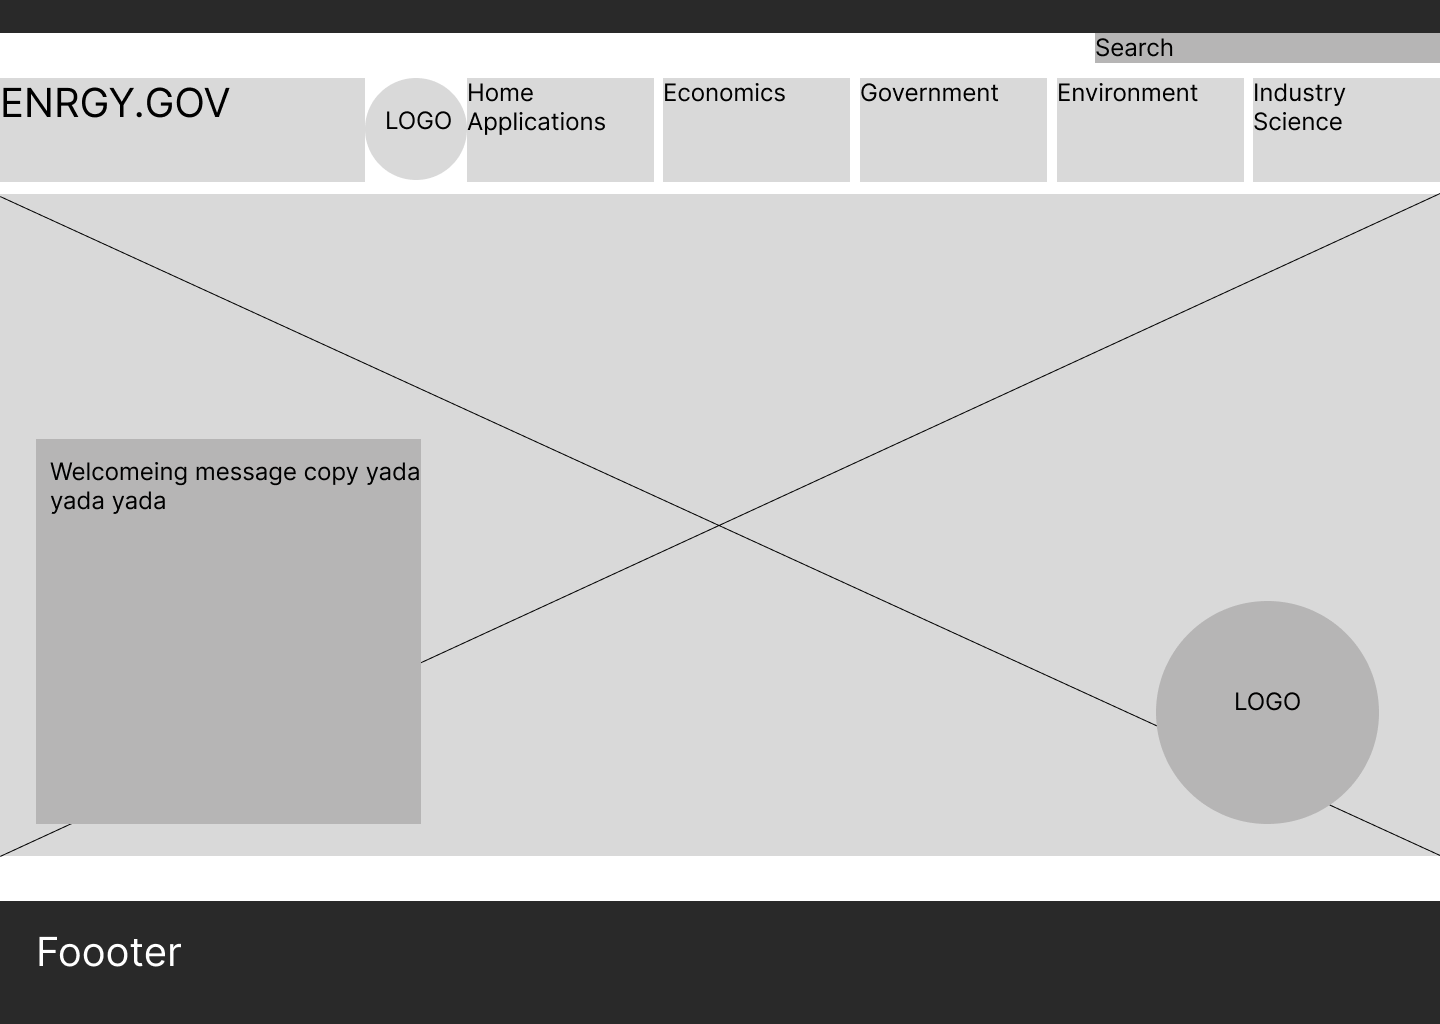 Search
ENRGY.GOV
LOGO
Home
Applications
Economics
Government
Environment
Industry
Science
Welcomeing message copy yada
yada yada
LOGO
Foooter